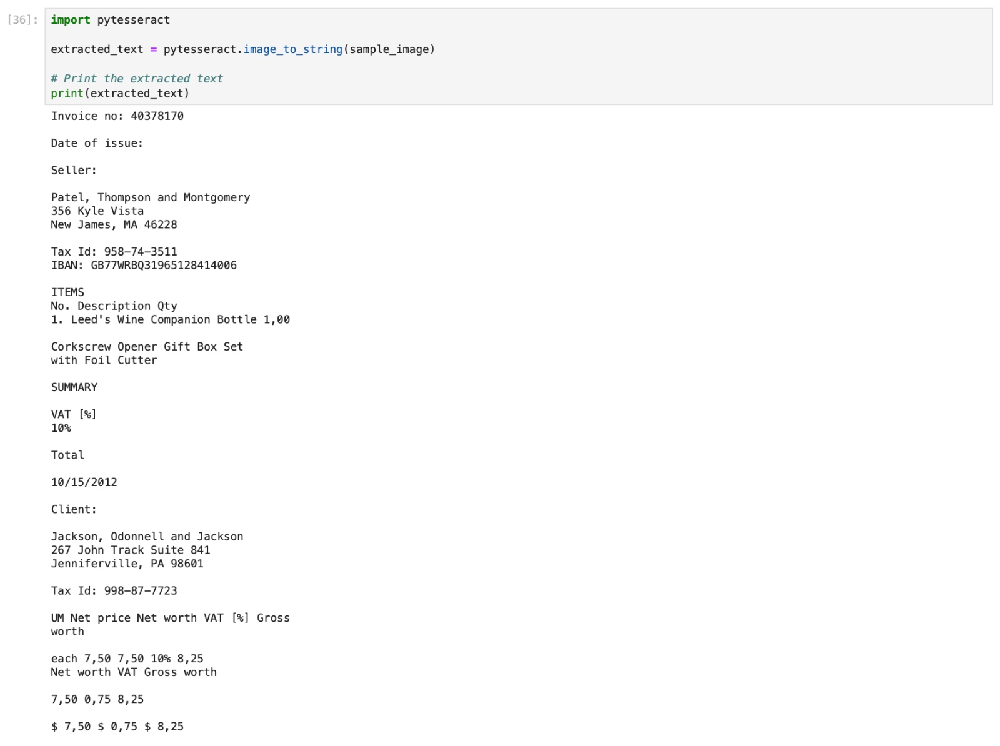 [36]:
import pytesseract
extracted_text = pytesseract.image_to_string(sample_image)
# Print the extracted text
print(extracted_text)
Invoice no: 40378170
Date of issue:
Seller:
Patel, Thompson and Montgomery
356 Kyle Vista
New James, MA 46228
Tax Id: 958-74-3511
IBAN: GB77WRBQ31965128414006
ITEMS
No. Description Qty
1. Leed's Wine Companion Bottle 1,00
Corkscrew Opener Gift Box Set
with Foil Cutter
SUMMARY
VAT [%]
10%
Total
10/15/2012
Client:
Jackson, Odonnell and Jackson
267 John Track Suite 841
Jenniferville, PA 98601
Tax Id: 998-87-7723
UM Net price Net worth VAT [%] Gross
worth
each 7,50 7,50 10% 8,25
Net worth VAT Gross worth
7,50 0,75 8,25
$ 7,50 $ 0,75 $ 8,25